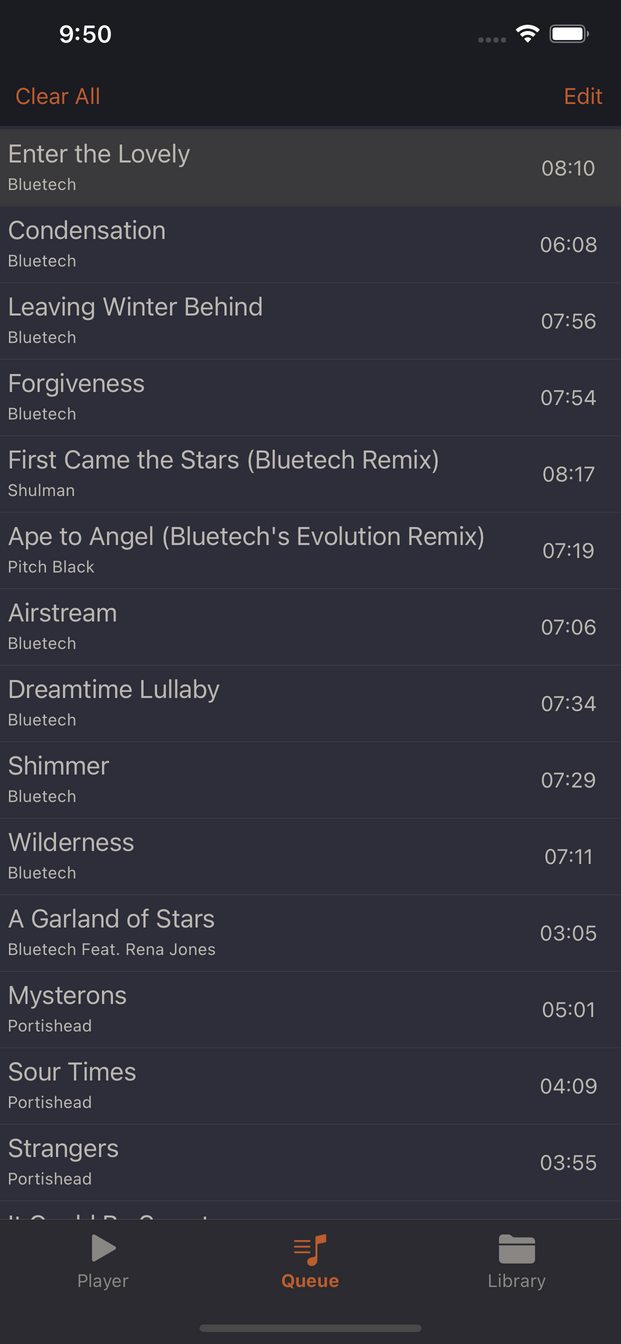 9:50
Clear All
Edit
Enter the Lovely
08:10
Bluetech
Condensation
06:08
Bluetech
Leaving Winter Behind
07:56
Bluetech
Forgiveness
07:54
Bluetech
First Came the Stars (Bluetech Remix)
08:17
Shulman
Ape to Angel (Bluetech's Evolution Remix)
07:19
Pitch Black
Airstream
07:06
Bluetech
Dreamtime Lullaby
07:34
Bluetech
Shimmer
07:29
Bluetech
Wilderness
07:11
Bluetech
A Garland of Stars
03:05
Bluetech Feat. Rena Jones
Mysterons
05:01
Portishead
Sour Times
04:09
Portishead
Strangers
03:55
Portishead
Player
Queue
Library